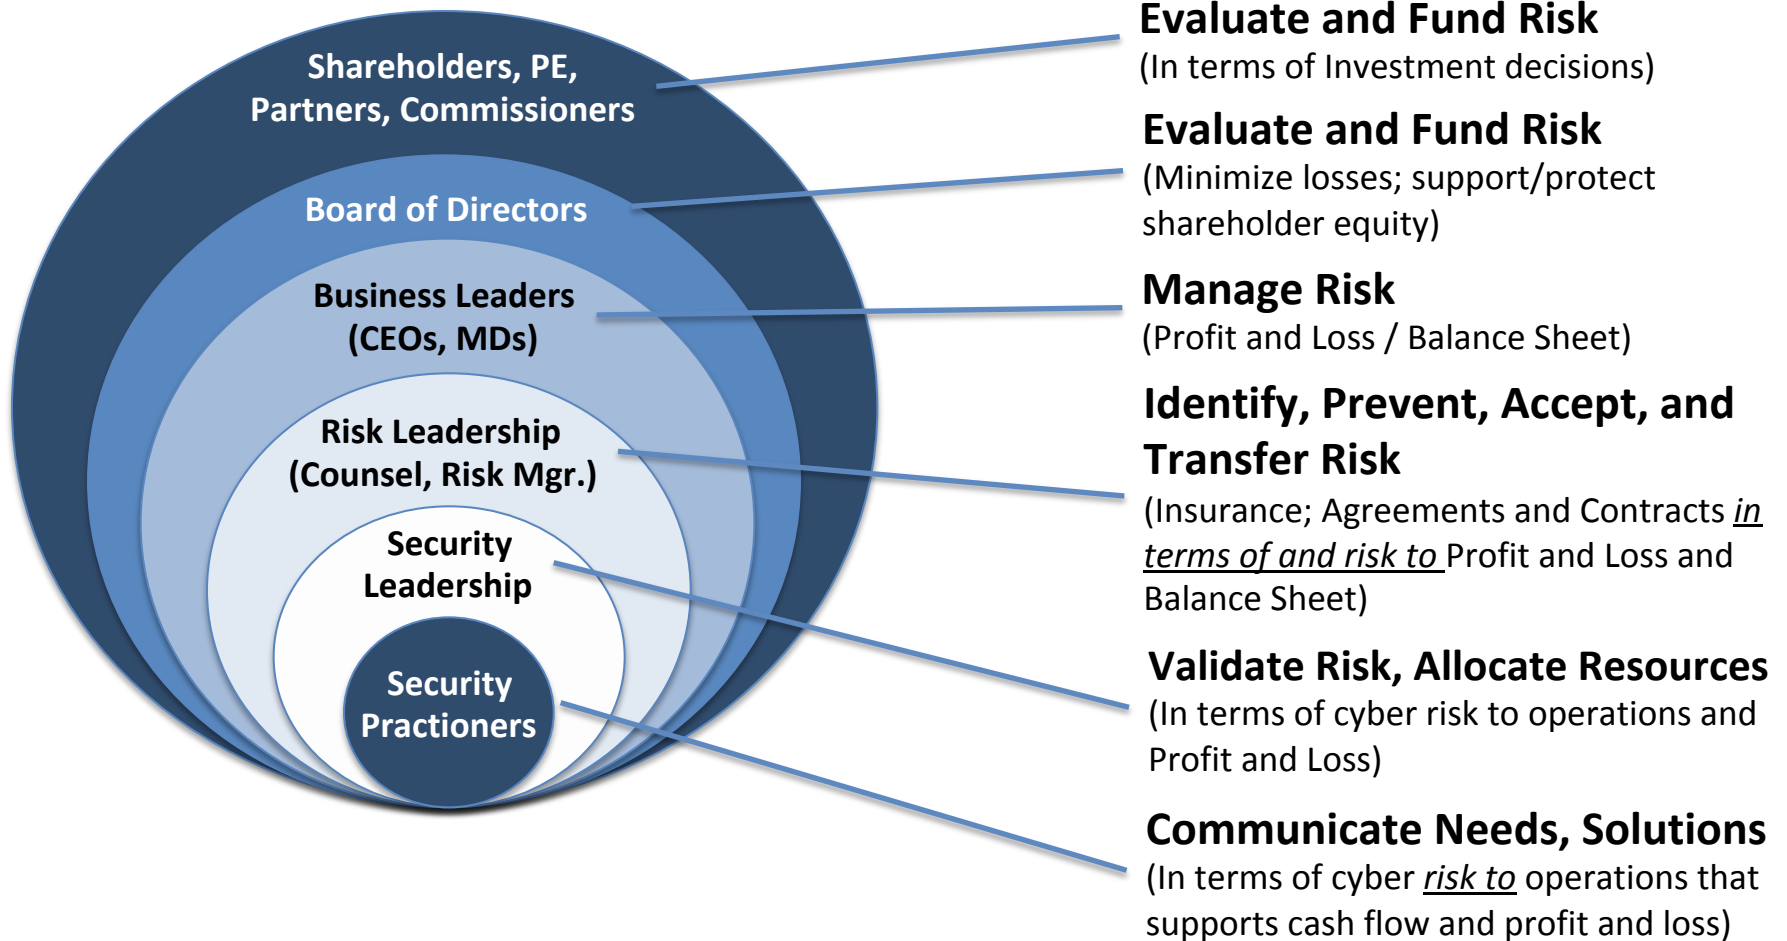 Shareholders, PE,
Partners, Commissioners
Board of Directors
Business Leaders
(CEOs, MDs)
Risk Leadership
(Counsel, Risk Mgr.)
Security
Leadership
Security
Practioners
Evaluate and Fund Risk
(In terms of Investment decisions)
Evaluate and Fund Risk
(Minimize losses; support/protect
shareholder equity)
Manage Risk
(Profit and Loss / Balance Sheet)
Identify, Prevent, Accept, and
Transfer Risk
(Insurance; Agreements and Contracts in
terms of and risk to Profit and Loss and
Balance Sheet)
Validate Risk, Allocate Resources
(In terms of cyber risk to operations and
Profit and Loss)
Communicate Needs, Solutions
(In terms of cyber risk to operations that
supports cash flow and profit and loss)